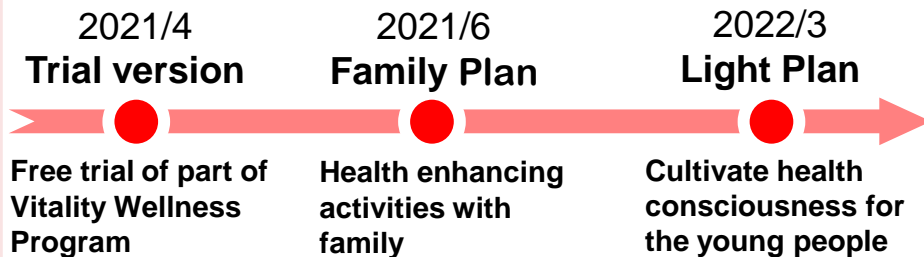 2021/4
Trial version
Free trial of part of
Vitality Wellness
Program
2021/6
Family Plan
Health enhancing
activities with
family
2022/3
Light Plan
Cultivate health
consciousness for
the young people